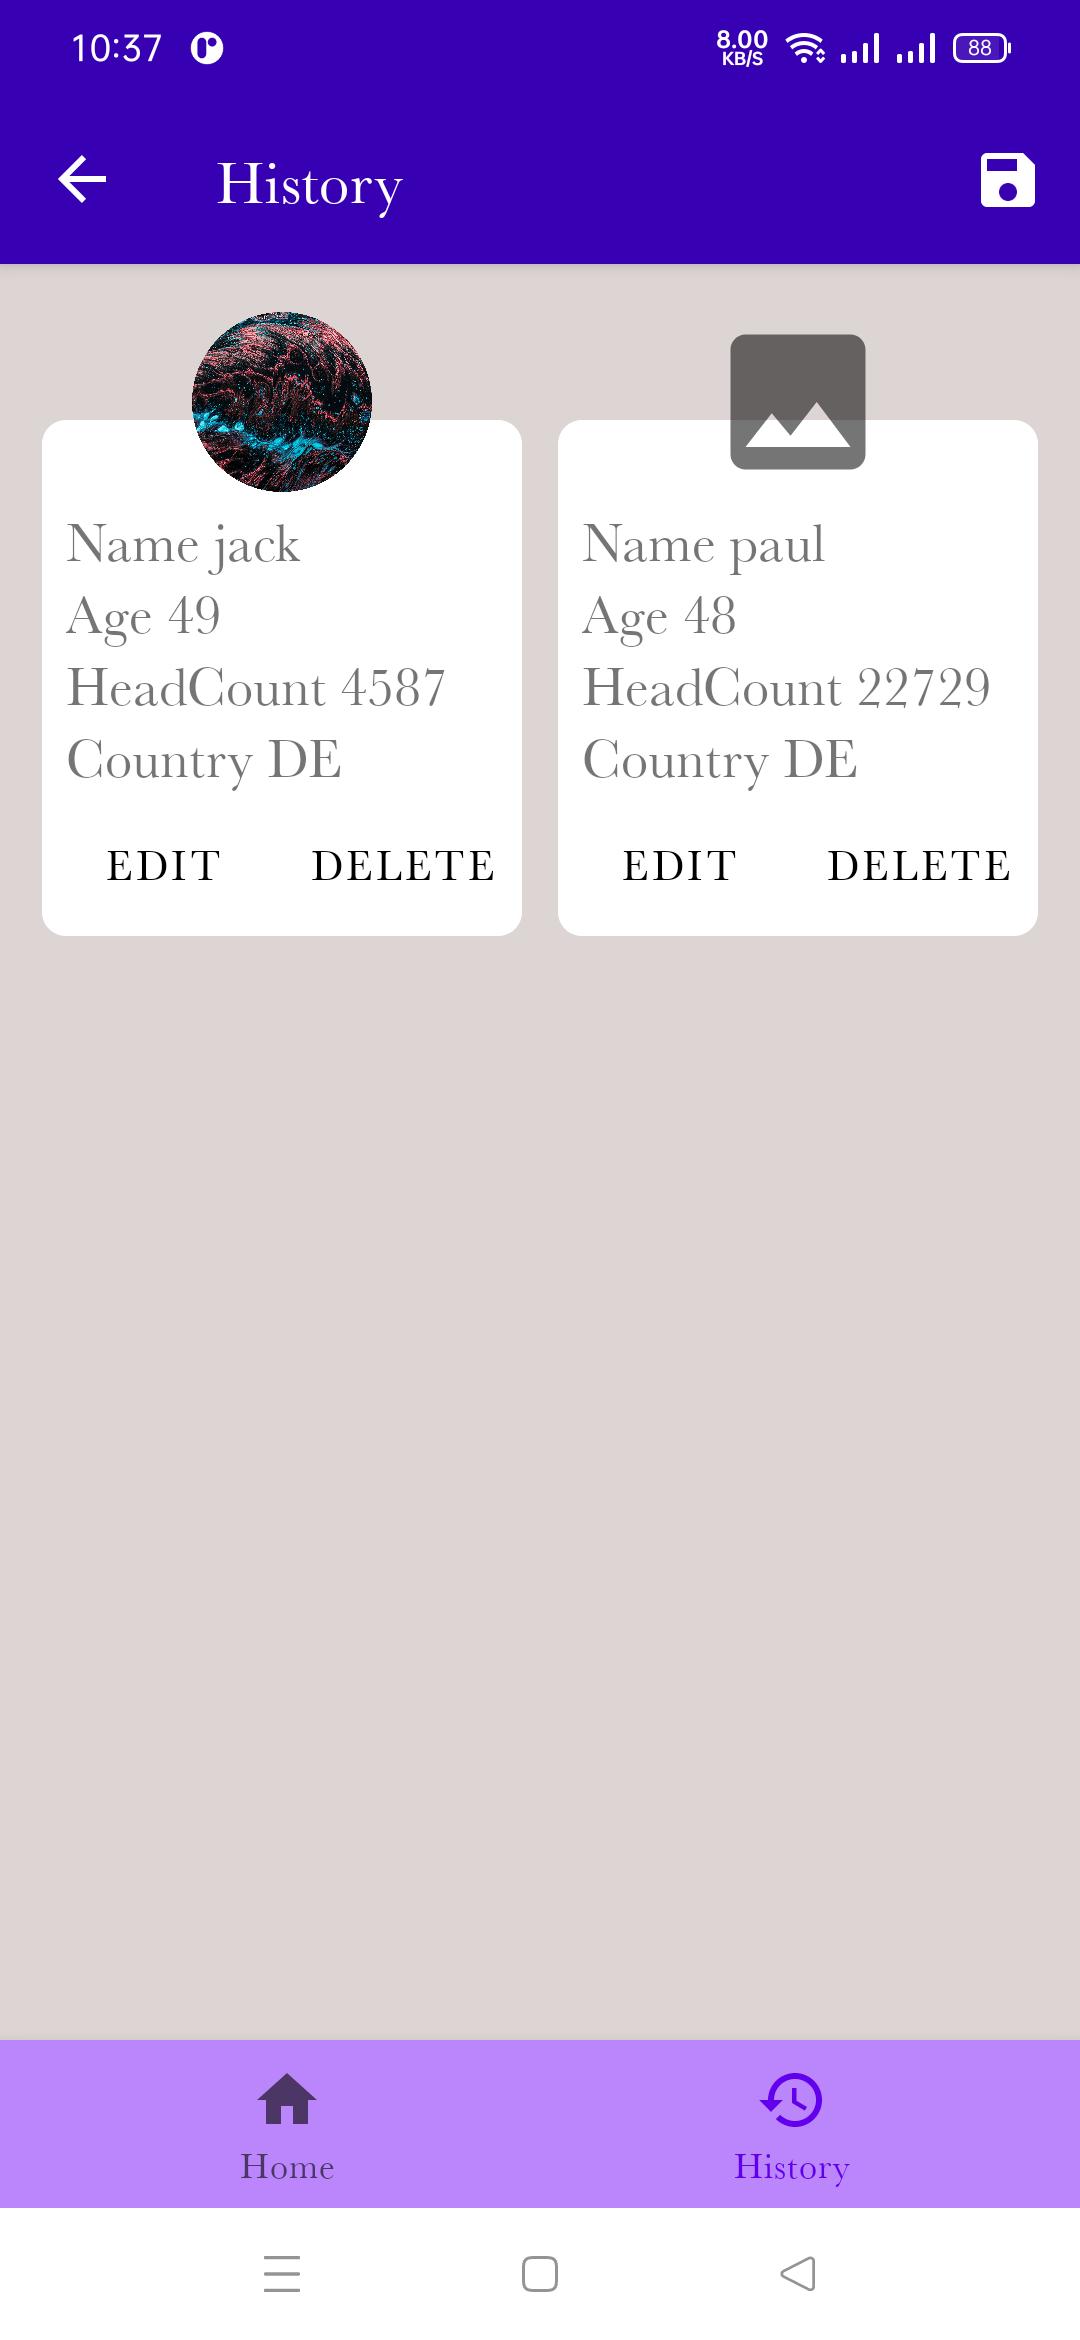 10:37
8.00
KB/S
88
History
Name jack
Age 49
HeadCount 4587
Country DE
EDIT DELETE
Name paul
Age 48
HeadCount 22729
Country DE
EDIT DELETE
Home
History